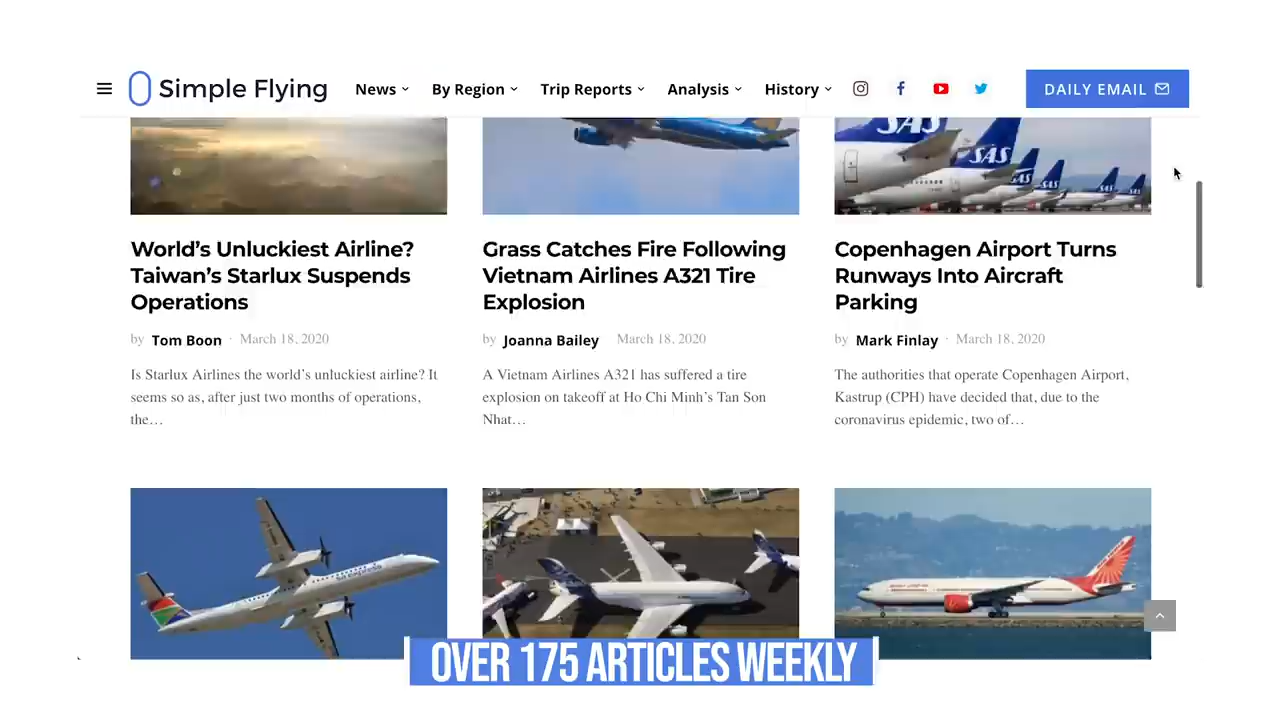 Simple Flying
News
By Region
Trip Reports
Analysis
History
DAILY EMAIL
SAS
SAS
SAS
World's Unluckiest Airline?
Taiwan's Starlux Suspends
Operations
by Tom Boon · March 18, 2020
Is Starlux Airlines the world's unluckiest airline? It
seems so as, after just two months of operations,
the…
Grass Catches Fire Following
Vietnam Airlines A321 Tire
Explosion
by Joanna Bailey March 18, 2020
A Vietnam Airlines A321 has suffered a tire
explosion on takeoff at Ho Chi Minh's Tan Son
Nhat…
Copenhagen Airport Turns
Runways Into Aircraft
Parking
by Mark Finlay · March 18, 2020
The authorities that operate Copenhagen Airport,
Kastrup (CPH) have decided that, due to the
coronavirus epidemic, two of…
OVER 175 ARTICLES WEEKLY